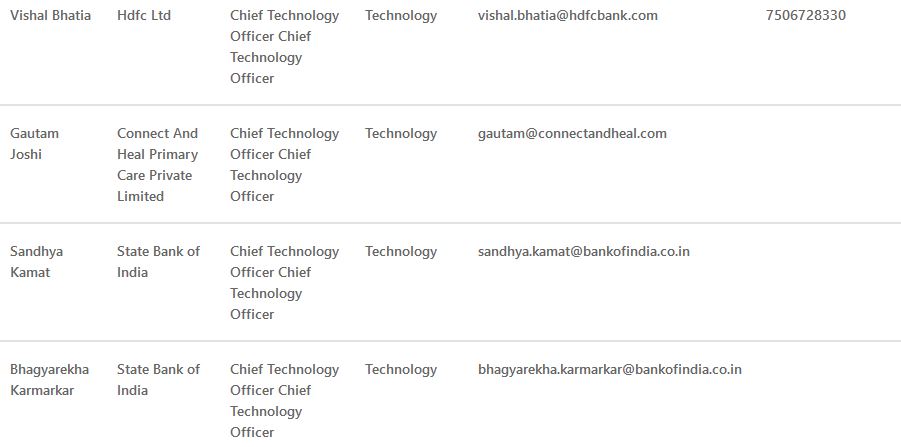 Vishal Bhatia Hdfc Ltd Chief Technology Technology vishal.bhatia@hdfcbank.com 7506728330
Officer Chief
Technology
Officer
Gautam Connect And Chief Technology Technology gautam@connectandheal.com
Joshi Heal Primary Officer Chief
Care Private Technology
Limited Officer
Sandhya State Bank of Chief Technology Technology sandhya.kamat@bankofindia.co.in
Kamat India Officer Chief
Technology
Officer
Bhagyarekha State Bank of Chief Technology Technology bhagyarekha.karmarkar@bankofindia.co.in
Karmarkar India Officer Chief
Technology
Officer